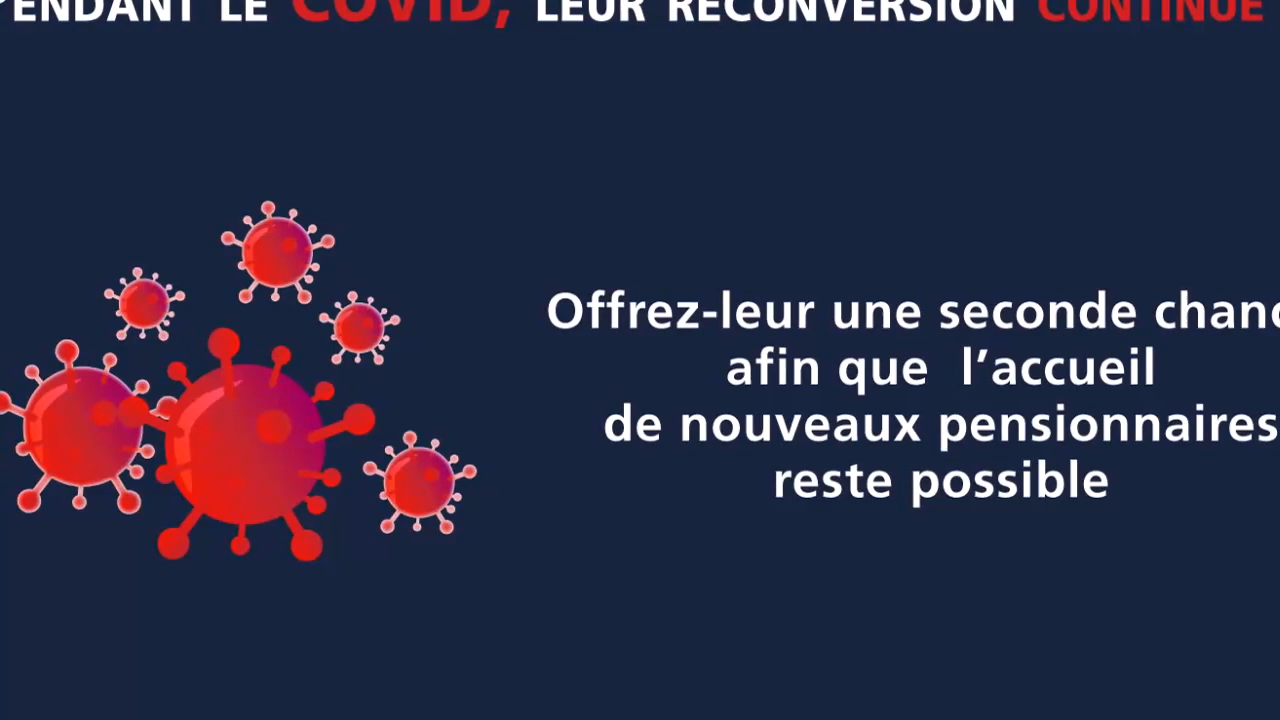 PENDANT LE COVID, LEUR RECONVERSION CONTINUE
Offrez-leur une seconde chanc
afin que l’accueil
de nouveaux pensionnaires
reste possible